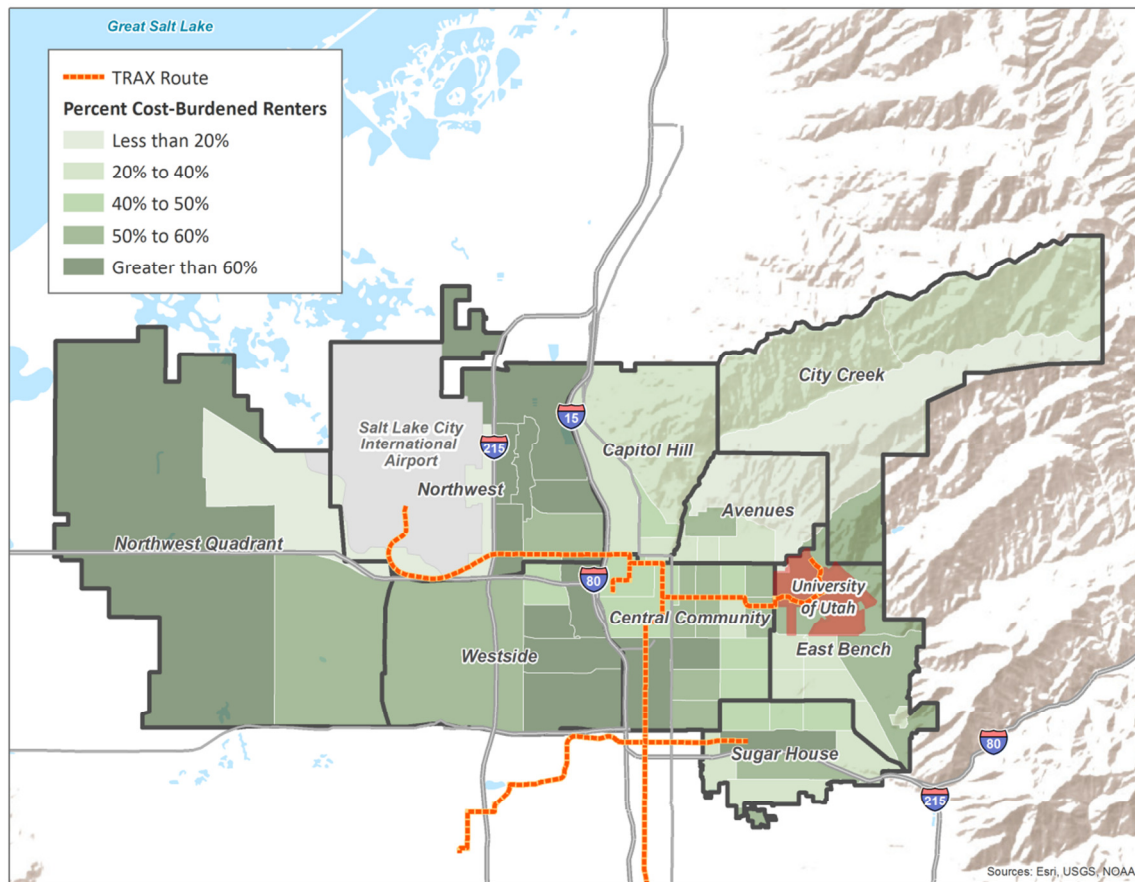 Great Salt Lake
TRAX Route
Percent Cost-Burdened Renters
Less than 20%
20% to 40%
40% to 50%
50% to 60%
Greater than 60%
City Creek
15
Salt Lake City
International
Airport
215
Capitol Hill
Northwest
Avenues
Northwest Quadrant
80
University
of Utah
Central Community
Westside
East Bench
Sugar House
80
215
Sources: Esri, USGS, NOAA